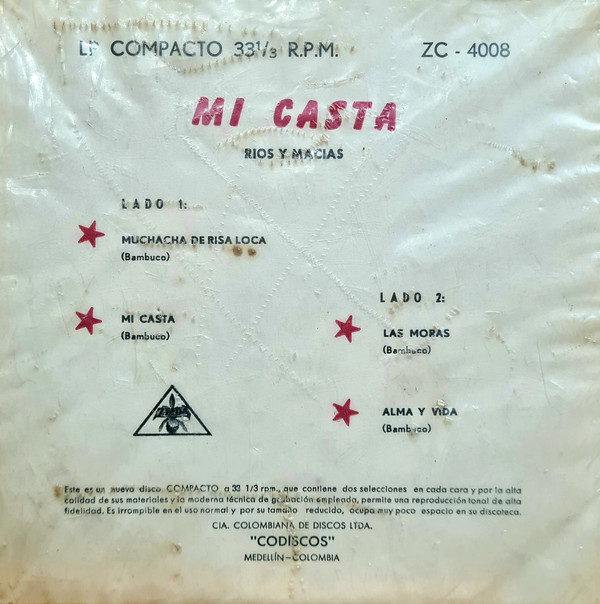 LP COMPACTO 33 1/3 R.P.M. ZC - 4008
MI CASTA
RIOS Y MACIAS
LADO 1:
MUCHACHA DE RISA LOCA
(Bambuco)
MI CASTA
(Bambuco)
LADO 2:
LAS MORAS
(Bambuco)
ALMA Y VIDA
(Bambuco)
ZEIDA
Este es un nuevo disco COMPACTO a 33 1/3 rpm., que contiene dos selecciones en cada cara y por la alta
calidad de sus materiales y la moderna técnica de grabación empleada, permite una reproducción tonal de alta
fidelidad. Es irrompible en el uso normal y por su tamaño reducido, ocupa muy poco espacio en su discoteca.
CIA. COLOMBIANA DE DISCOS LTDA.
"CODISCOS"
MEDELLIN-COLOMBIA